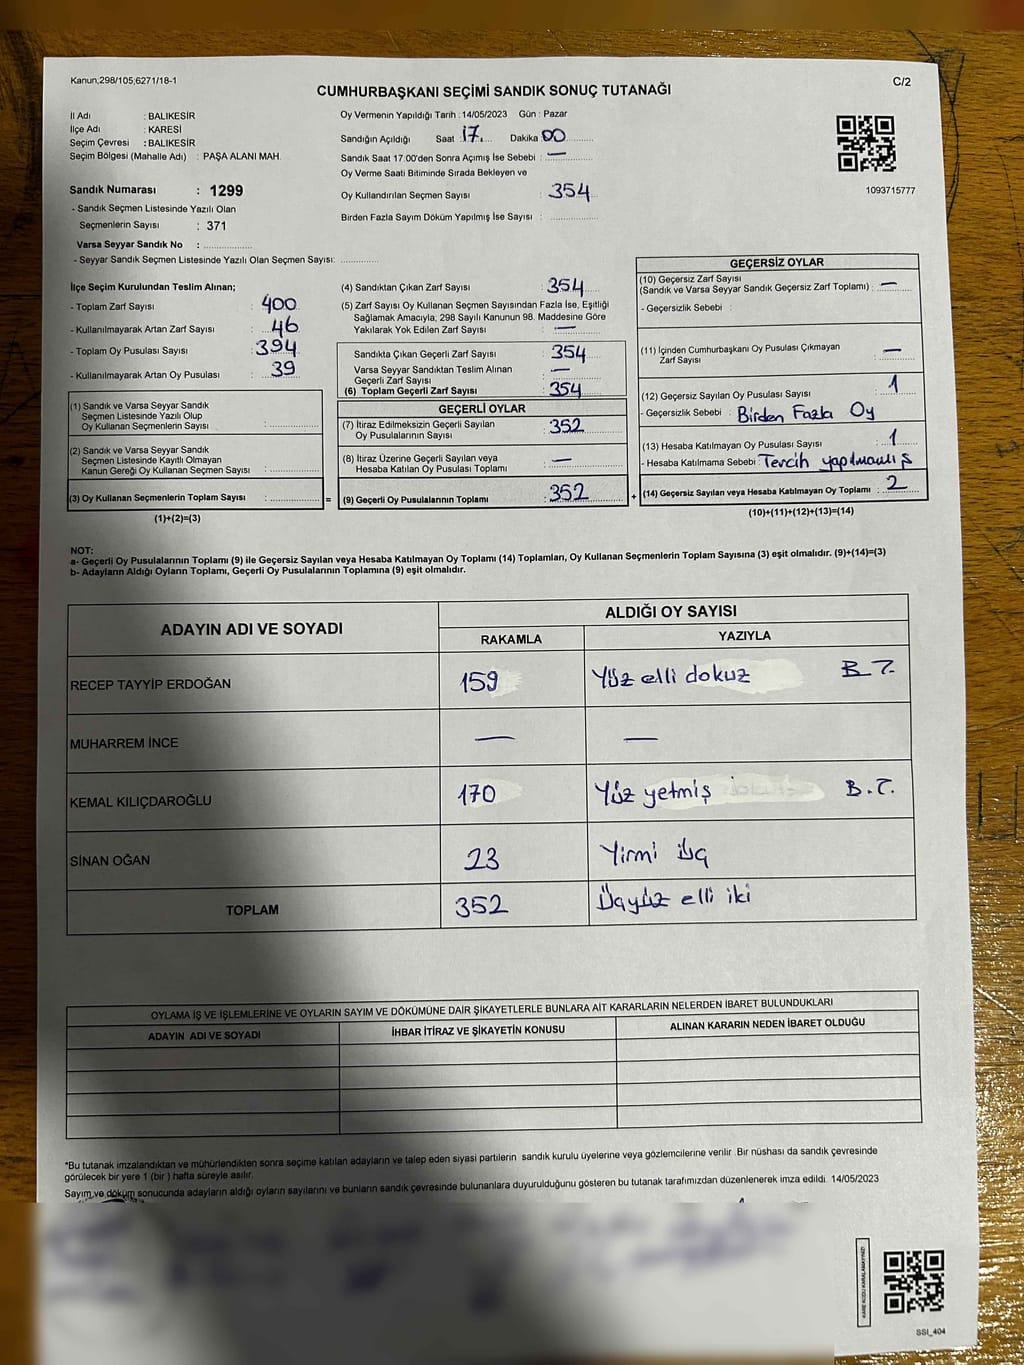 Kanun;298/105;6271/18-1
C/2
CUMHURBAŞKANI SEÇİMİ SANDIK SONUÇ TUTANAĞI
İl Adı : BALIKESİR
İlçe Adı : KARESİ
Seçim Çevresi : BALIKESİR
Seçim Bölgesi (Mahalle Adı) : PAŞA ALANI MAH.
Sandık Numarası : 1299
- Sandık Seçmen Listesinde Yazılı Olan
Seçmenlerin Sayısı : 371
Varsa Seyyar Sandık No :
- Seyyar Sandık Seçmen Listesinde Yazılı Olan Seçmen Sayısı:
Oy Vermenin Yapıldığı Tarih : 14/05/2023 Gün : Pazar
Sandığın Açıldığı Saat : 17. Dakika : 00
Sandık Saat 17:00'den Sonra Açımış İse Sebebi : —
Oy Verme Saati Bitiminde Sırada Bekleyen ve
Oy Kullandırılan Seçmen Sayısı : 354
Birden Fazla Sayım Döküm Yapılmış İse Sayısı :
1093715777
İlçe Seçim Kurulundan Teslim Alınan;
- Toplam Zarf Sayısı : 400
- Kullanılmayarak Artan Zarf Sayısı : 46
- Toplam Oy Pusulası Sayısı : 394
- Kullanılmayarak Artan Oy Pusulası : 39
(1) Sandık ve Varsa Seyyar Sandık
Seçmen Listesinde Yazılı Olup
Oy Kullanan Seçmenlerin Sayısı :
(2) Sandık ve Varsa Seyyar Sandık
Seçmen Listesinde Kayıtlı Olmayan
Kanun Gereği Oy Kullanan Seçmen Sayısı :
(3) Oy Kullanan Seçmenlerin Toplam Sayısı : =
(1)+(2)=(3)
(4) Sandıktan Çıkan Zarf Sayısı : 354
(5) Zarf Sayısı Oy Kullanan Seçmen Sayısından Fazla İse, Eşitliği
Sağlamak Amacıyla, 298 Sayılı Kanunun 98. Maddesine Göre
Yakılarak Yok Edilen Zarf Sayısı : —
Sandıkta Çıkan Geçerli Zarf Sayısı : 354
Varsa Seyyar Sandıktan Teslim Alınan
Geçerli Zarf Sayısı : —
(6) Toplam Geçerli Zarf Sayısı : 354
GEÇERLİ OYLAR
(7) İtiraz Edilmeksizin Geçerli Sayılan
Oy Pusulalarının Sayısı : 352
(8) İtiraz Üzerine Geçerli Sayılan veya
Hesaba Katılan Oy Pusulası Toplamı : —
(9) Geçerli Oy Pusulalarının Toplamı : 352 +
GEÇERSİZ OYLAR
(10) Geçersiz Zarf Sayısı
(Sandık ve Varsa Seyyar Sandık Geçersiz Zarf Toplamı) : —
- Geçersizlik Sebebi :
(11) İçinden Cumhurbaşkanı Oy Pusulası Çıkmayan
Zarf Sayısı : —
(12) Geçersiz Sayılan Oy Pusulası Sayısı : 1
- Geçersizlik Sebebi : Birden Fazla Oy
(13) Hesaba Katılmayan Oy Pusulası Sayısı : 1
- Hesaba Katılmama Sebebi : Tercih yapılmamış
(14) Geçersiz Sayılan veya Hesaba Katılmayan Oy Toplamı : 2
(10)+(11)+(12)+(13)=(14)
NOT:
a- Geçerli Oy Pusulalarının Toplamı (9) ile Geçersiz Sayılan veya Hesaba Katılmayan Oy Toplamı (14) Toplamları, Oy Kullanan Seçmenlerin Toplam Sayısına (3) eşit olmalıdır. (9)+(14)=(3)
b- Adayların Aldığı Oyların Toplamı, Geçerli Oy Pusulalarının Toplamına (9) eşit olmalıdır.
ADAYIN ADI VE SOYADI
ALDIĞI OY SAYISI
RAKAMLA YAZIYLA
RECEP TAYYİP ERDOĞAN 159 Yüz elli dokuz
MUHARREM İNCE — —
KEMAL KILIÇDAROĞLU 170 Yüz yetmiş
SİNAN OĞAN 23 Yirmi üç
TOPLAM 352 Üçyüz elli iki
OYLAMA İŞ VE İŞLEMLERİNE VE OYLARIN SAYIM VE DÖKÜMÜNE DAİR ŞİKAYETLERLE BUNLARA AİT KARARLARIN NELERDEN İBARET BULUNDUKLARI
ADAYIN ADI VE SOYADI İHBAR İTİRAZ VE ŞİKAYETİN KONUSU ALINAN KARARIN NEDEN İBARET OLDUĞU
*Bu tutanak imzalandıktan ve mühürlendikten sonra seçime katılan adayların ve talep eden siyasi partilerin sandık kurulu üyelerine veya gözlemcilerine verilir. Bir nüshası da sandık çevresinde
görülecek bir yere 1 (bir) hafta süreyle asılır.
Sayım ve döküm sonucunda adayların aldığı oyların sayılarını ve bunların sandık çevresinde bulunanlara duyurulduğunu gösteren bu tutanak tarafımızdan düzenlenerek imza edildi. 14/05/2023
KARE KODU KARALAMAYINIZ!
SSİ_404